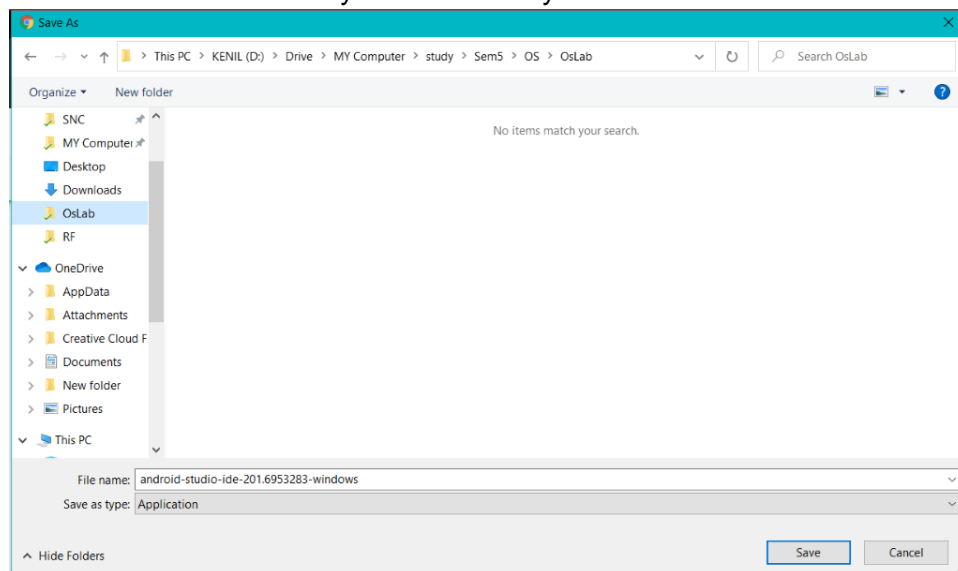 Save As
This PC > KENIL (D:) > Drive > MY Computer > study > Sem5 > OS > OsLab
Search OsLab
Organize
New folder
SNC
MY Computer
Desktop
Downloads
OsLab
RF
OneDrive
AppData
Attachments
Creative Cloud F
Documents
New folder
Pictures
This PC
No items match your search.
File name: android-studio-ide-201.6953283-windows
Save as type: Application
Hide Folders
Save
Cancel